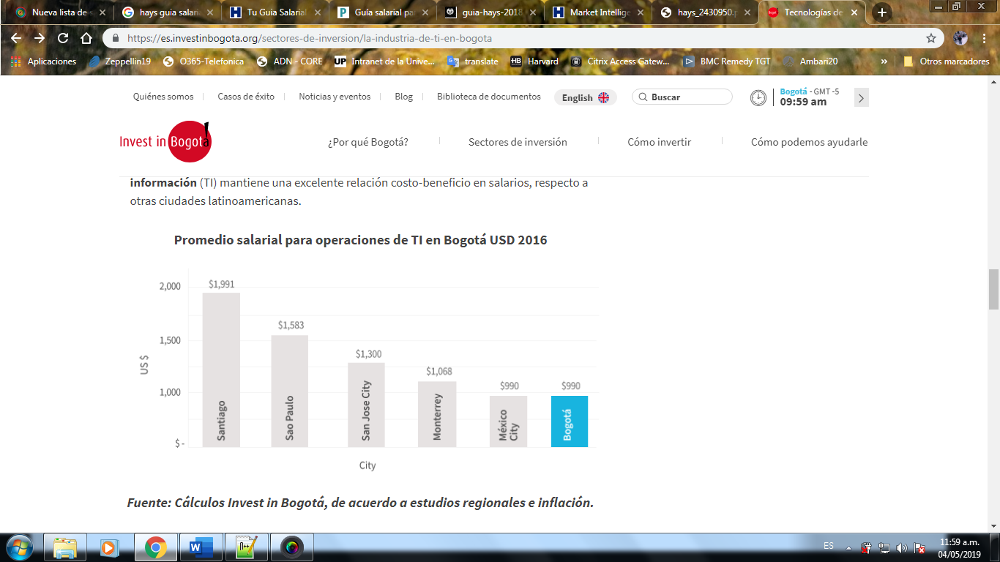 Nueva lista de s
hays guia salari
Tu Guia Salarial
Guía salarial pa
guia-hays-2018
Market Intellige
hays_2430950.p
Tecnologías de
https://es.investinbogota.org/sectores-de-inversion/la-industria-de-ti-en-bogota
Aplicaciones Zeppellin19 O365-Telefonica ADN - CORE UP Intranet de la Unive... translate HB Harvard Citrix Access Gatew... BMC Remedy TGT Ambari20 » Otros marcadores
Quiénes somos Casos de éxito Noticias y eventos Blog Biblioteca de documentos English Buscar Bogotá - GMT -5
09:59 am
Invest in Bogotá
¿Por qué Bogotá? Sectores de inversión Cómo invertir Cómo podemos ayudarle
información (TI) mantiene una excelente relación costo-beneficio en salarios, respecto a
otras ciudades latinoamericanas.
Promedio salarial para operaciones de TI en Bogotá USD 2016
US $
2,000
1,500
1,000
$ -
$1,991
Santiago
$1,583
Sao Paulo
$1,300
San Jose City
$1,068
Monterrey
$990
México
City
$990
Bogotá
City
Fuente: Cálculos Invest in Bogotá, de acuerdo a estudios regionales e inflación.
ES
11:59 a.m.
04/05/2019